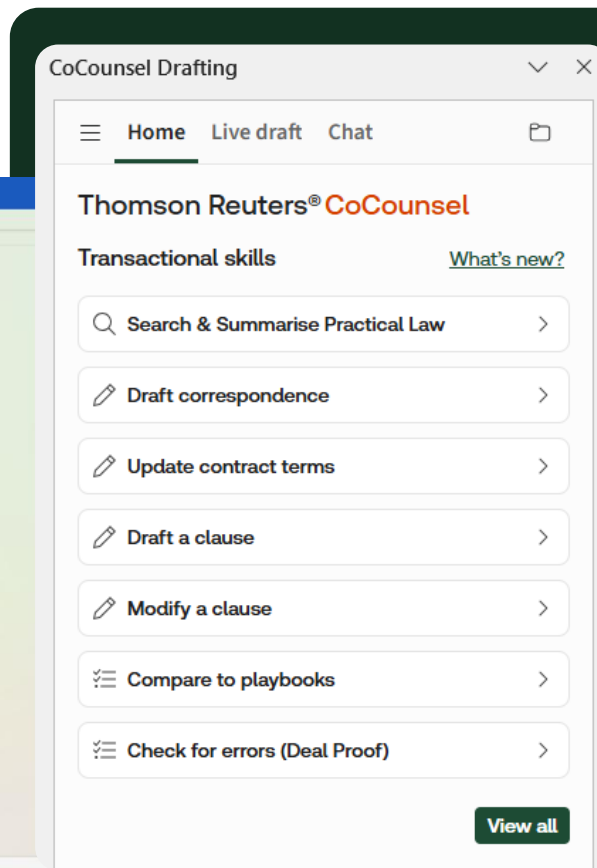 CoCounsel Drafting
Home Live draft Chat
Thomson Reuters® CoCounsel
Transactional skills What's new?
Search & Summarise Practical Law
Draft correspondence
Update contract terms
Draft a clause
Modify a clause
Compare to playbooks
Check for errors (Deal Proof)
View all